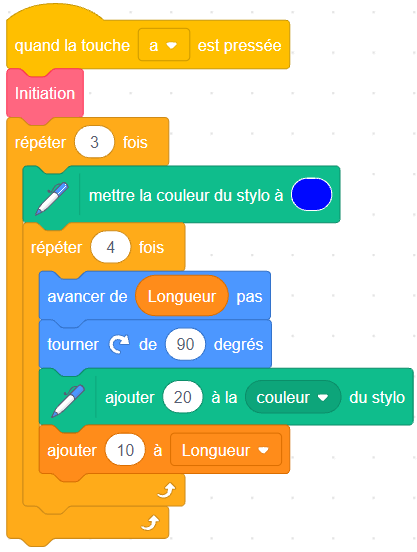 quand la touche a est pressée
Initiation
répéter 3 fois
mettre la couleur du stylo à
répéter 4 fois
avancer de Longueur pas
tourner de 90 degrés
ajouter 20 à la couleur du stylo
ajouter 10 à Longueur